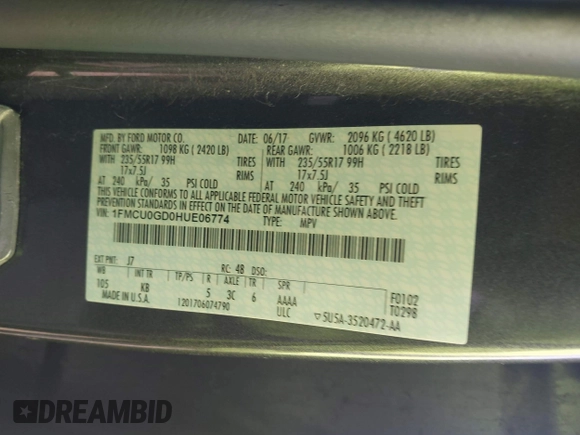 MFD. BY FORD MOTOR CO. 06/17 GVWR: 2096 KG ( 4620 LB)
FRONT GAWR: 1098 KG ( 2420 LB) REAR GAWR: 1006 KG ( 2218 LB)
WITH 235/55R17 99H TIRES WITH 235/55R17 99H TIRES
17x7.5J 17x7.5J
AT 240 kPa/ 35 PSI COLD AT 240 kPa/ 35 PSI COLD
THIS VEHICLE CONFORMS TO ALL APPLICABLE FEDERAL MOTOR VEHICLE SAFETY AND THEFT
PREVENTION STANDARDS IN EFFECT ON THE DATE OF MANUFACTURE SHOWN ABOVE.
VIN: 1FMCU0GD0HUE06774 TYPE: MPV
EXT PNT: J7 RC: 48 DSO:
WB INT TR TP/PS R AXLE TR SPR
105 KB 5 3C 6 AAAA F0102
MADE IN U.S.A. ULC T0298
1201706074790 ▽5U5A-3520472-AA
DREAMBID